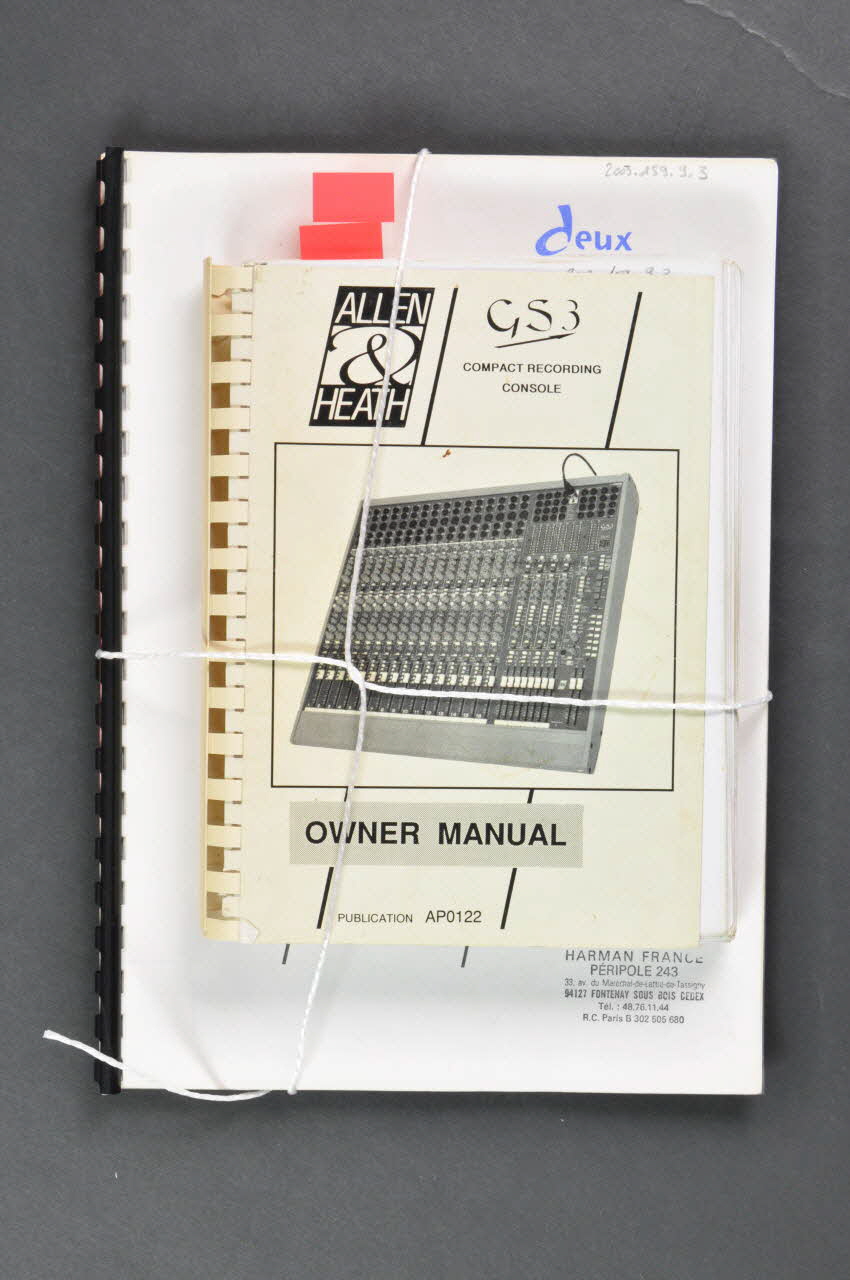 2003.159.9.3
deux
ALLEN
&
HEATH
GS3
COMPACT RECORDING
CONSOLE
OWNER MANUAL
PUBLICATION AP0122
HARMAN FRANCE
PÉRIPOLE 243
33, av. du Maréchal-de-Lattre-de-Tassigny
94127 FONTENAY SOUS BOIS CEDEX
Tél. : 48.76.11.44
R.C. Paris B 302 505 680